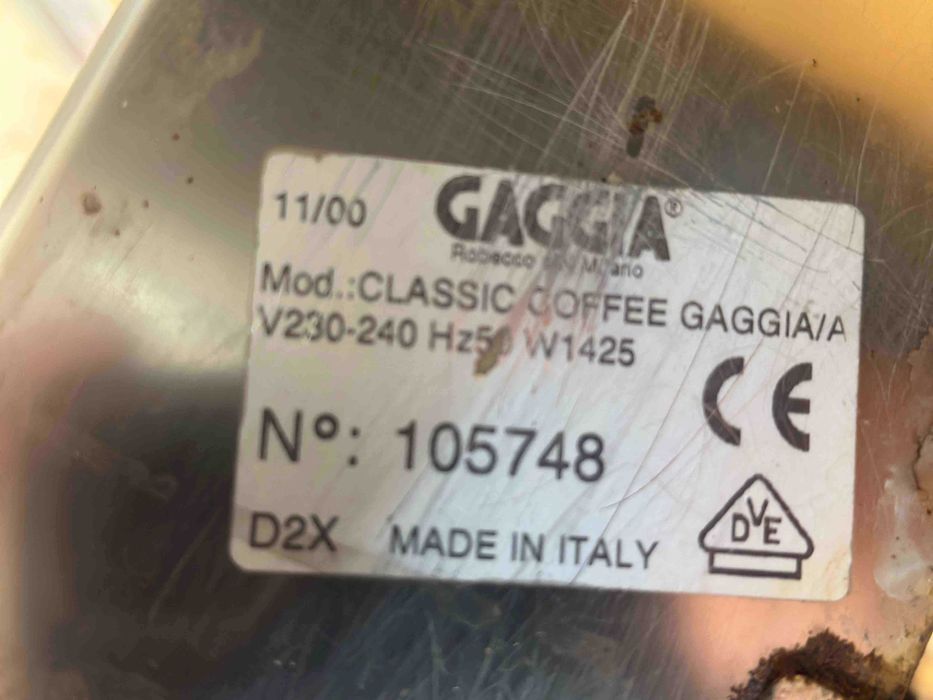 11/00 GAGGIA®
Robecco s/N Milano
Mod.:CLASSIC COFFEE GAGGIA/A
V230-240 Hz50 W1425
CE
N°: 105748
D2X MADE IN ITALY
DVE